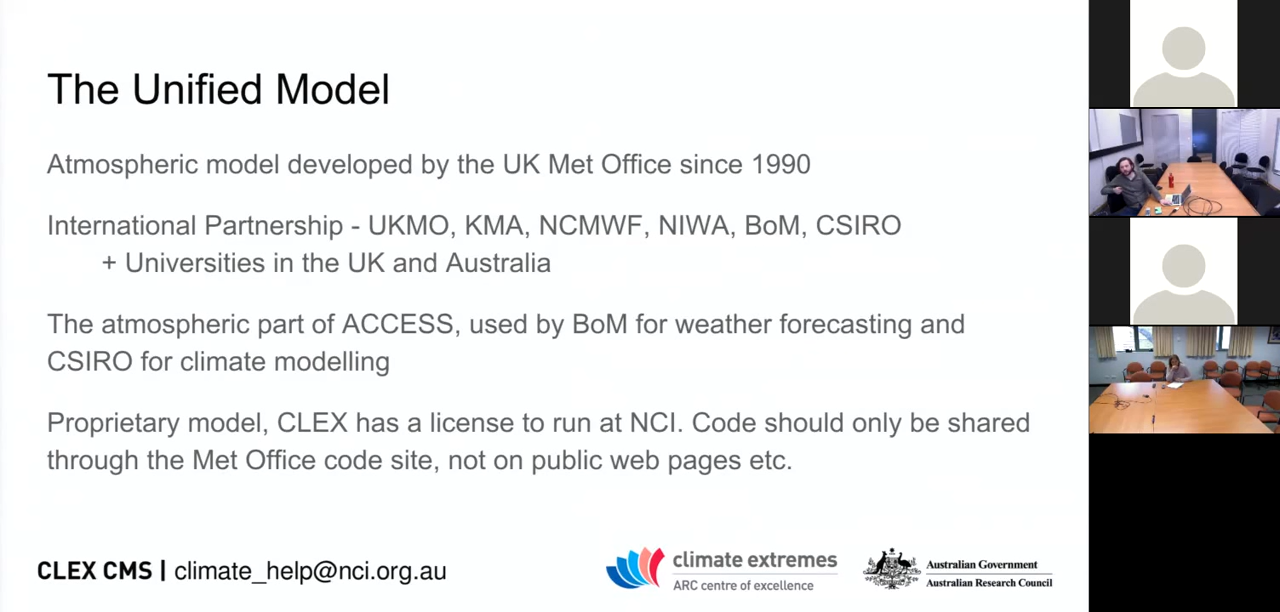 The Unified Model
Atmospheric model developed by the UK Met Office since 1990
International Partnership - UKMO, KMA, NCMWF, NIWA, BoM, CSIRO
+ Universities in the UK and Australia
The atmospheric part of ACCESS, used by BoM for weather forecasting and
CSIRO for climate modelling
Proprietary model, CLEX has a license to run at NCI. Code should only be shared
through the Met Office code site, not on public web pages etc.
CLEX CMS | climate_help@nci.org.au
climate extremes
ARC centre of excellence
Australian Government
Australian Research Council